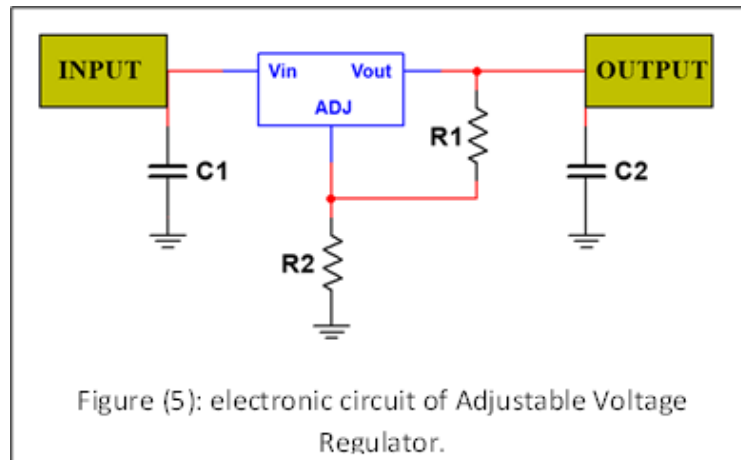 INPUT
Vin Vout
ADJ
OUTPUT
R1
C1
C2
R2
Figure (5): electronic circuit of Adjustable Voltage
Regulator.